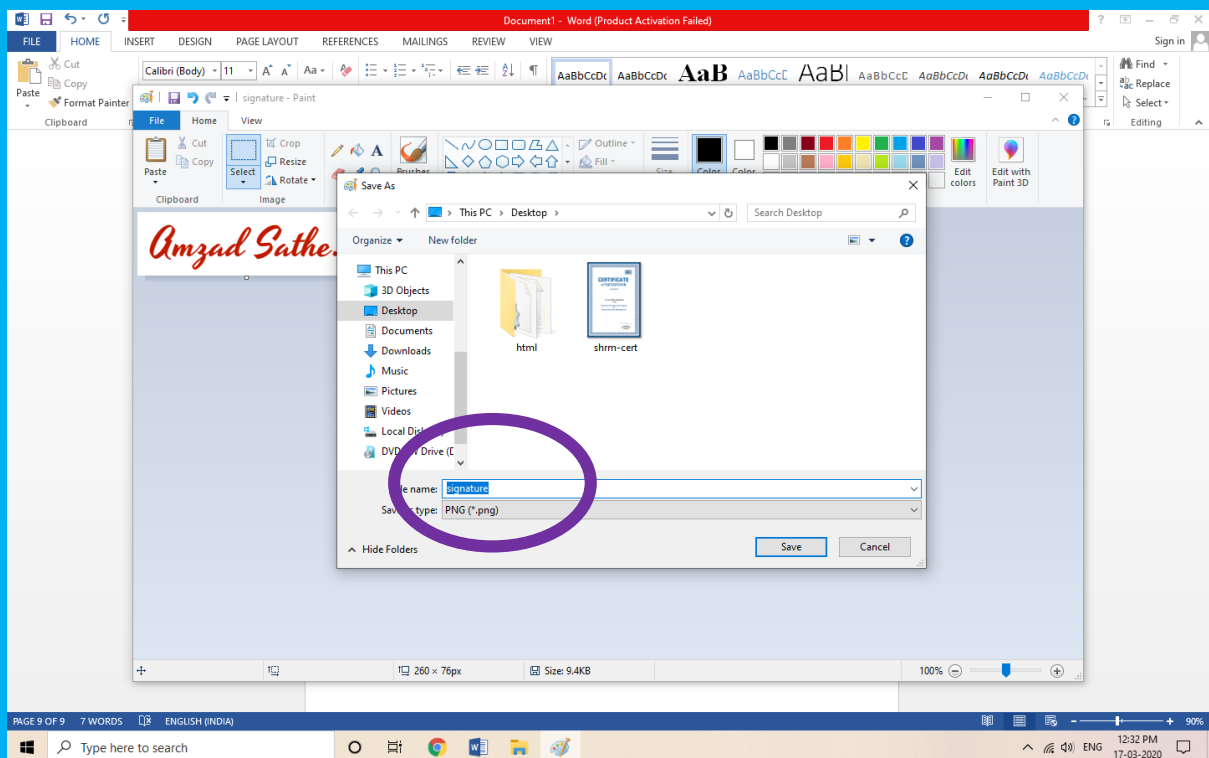 Document1 - Word (Product Activation Failed)
FILE HOME INSERT DESIGN PAGE LAYOUT REFERENCES MAILINGS REVIEW VIEW Sign in
Cut
Copy
Format Painter
Paste
Clipboard
Calibri (Body) 11
AaBbCcDc AaBbCcDc AaB AaBbCcC AaB AaBbCcD AaBbCcDc AaBbCcDc AaBbCcDc
Find
Replace
Select
Editing
signature - Paint
File Home View
Paste
Cut
Copy
Clipboard
Select
Crop
Resize
Rotate
Image
Brushes
Outline
Fill
Size
Color
Color
Edit colors
Edit with Paint 3D
Amzad Sathe
Save As
This PC > Desktop >
Search Desktop
Organize New folder
This PC
3D Objects
Desktop
Documents
Downloads
Music
Pictures
Videos
Local Dis
DVD Drive (D
html
shrm-cert
CERTIFICATE
name: signature
Save type: PNG (*.png)
Hide Folders
Save Cancel
260 × 76px
Size: 9.4KB
100%
PAGE 9 OF 9 7 WORDS ENGLISH (INDIA)
90%
Type here to search
ENG
12:32 PM
17-03-2020